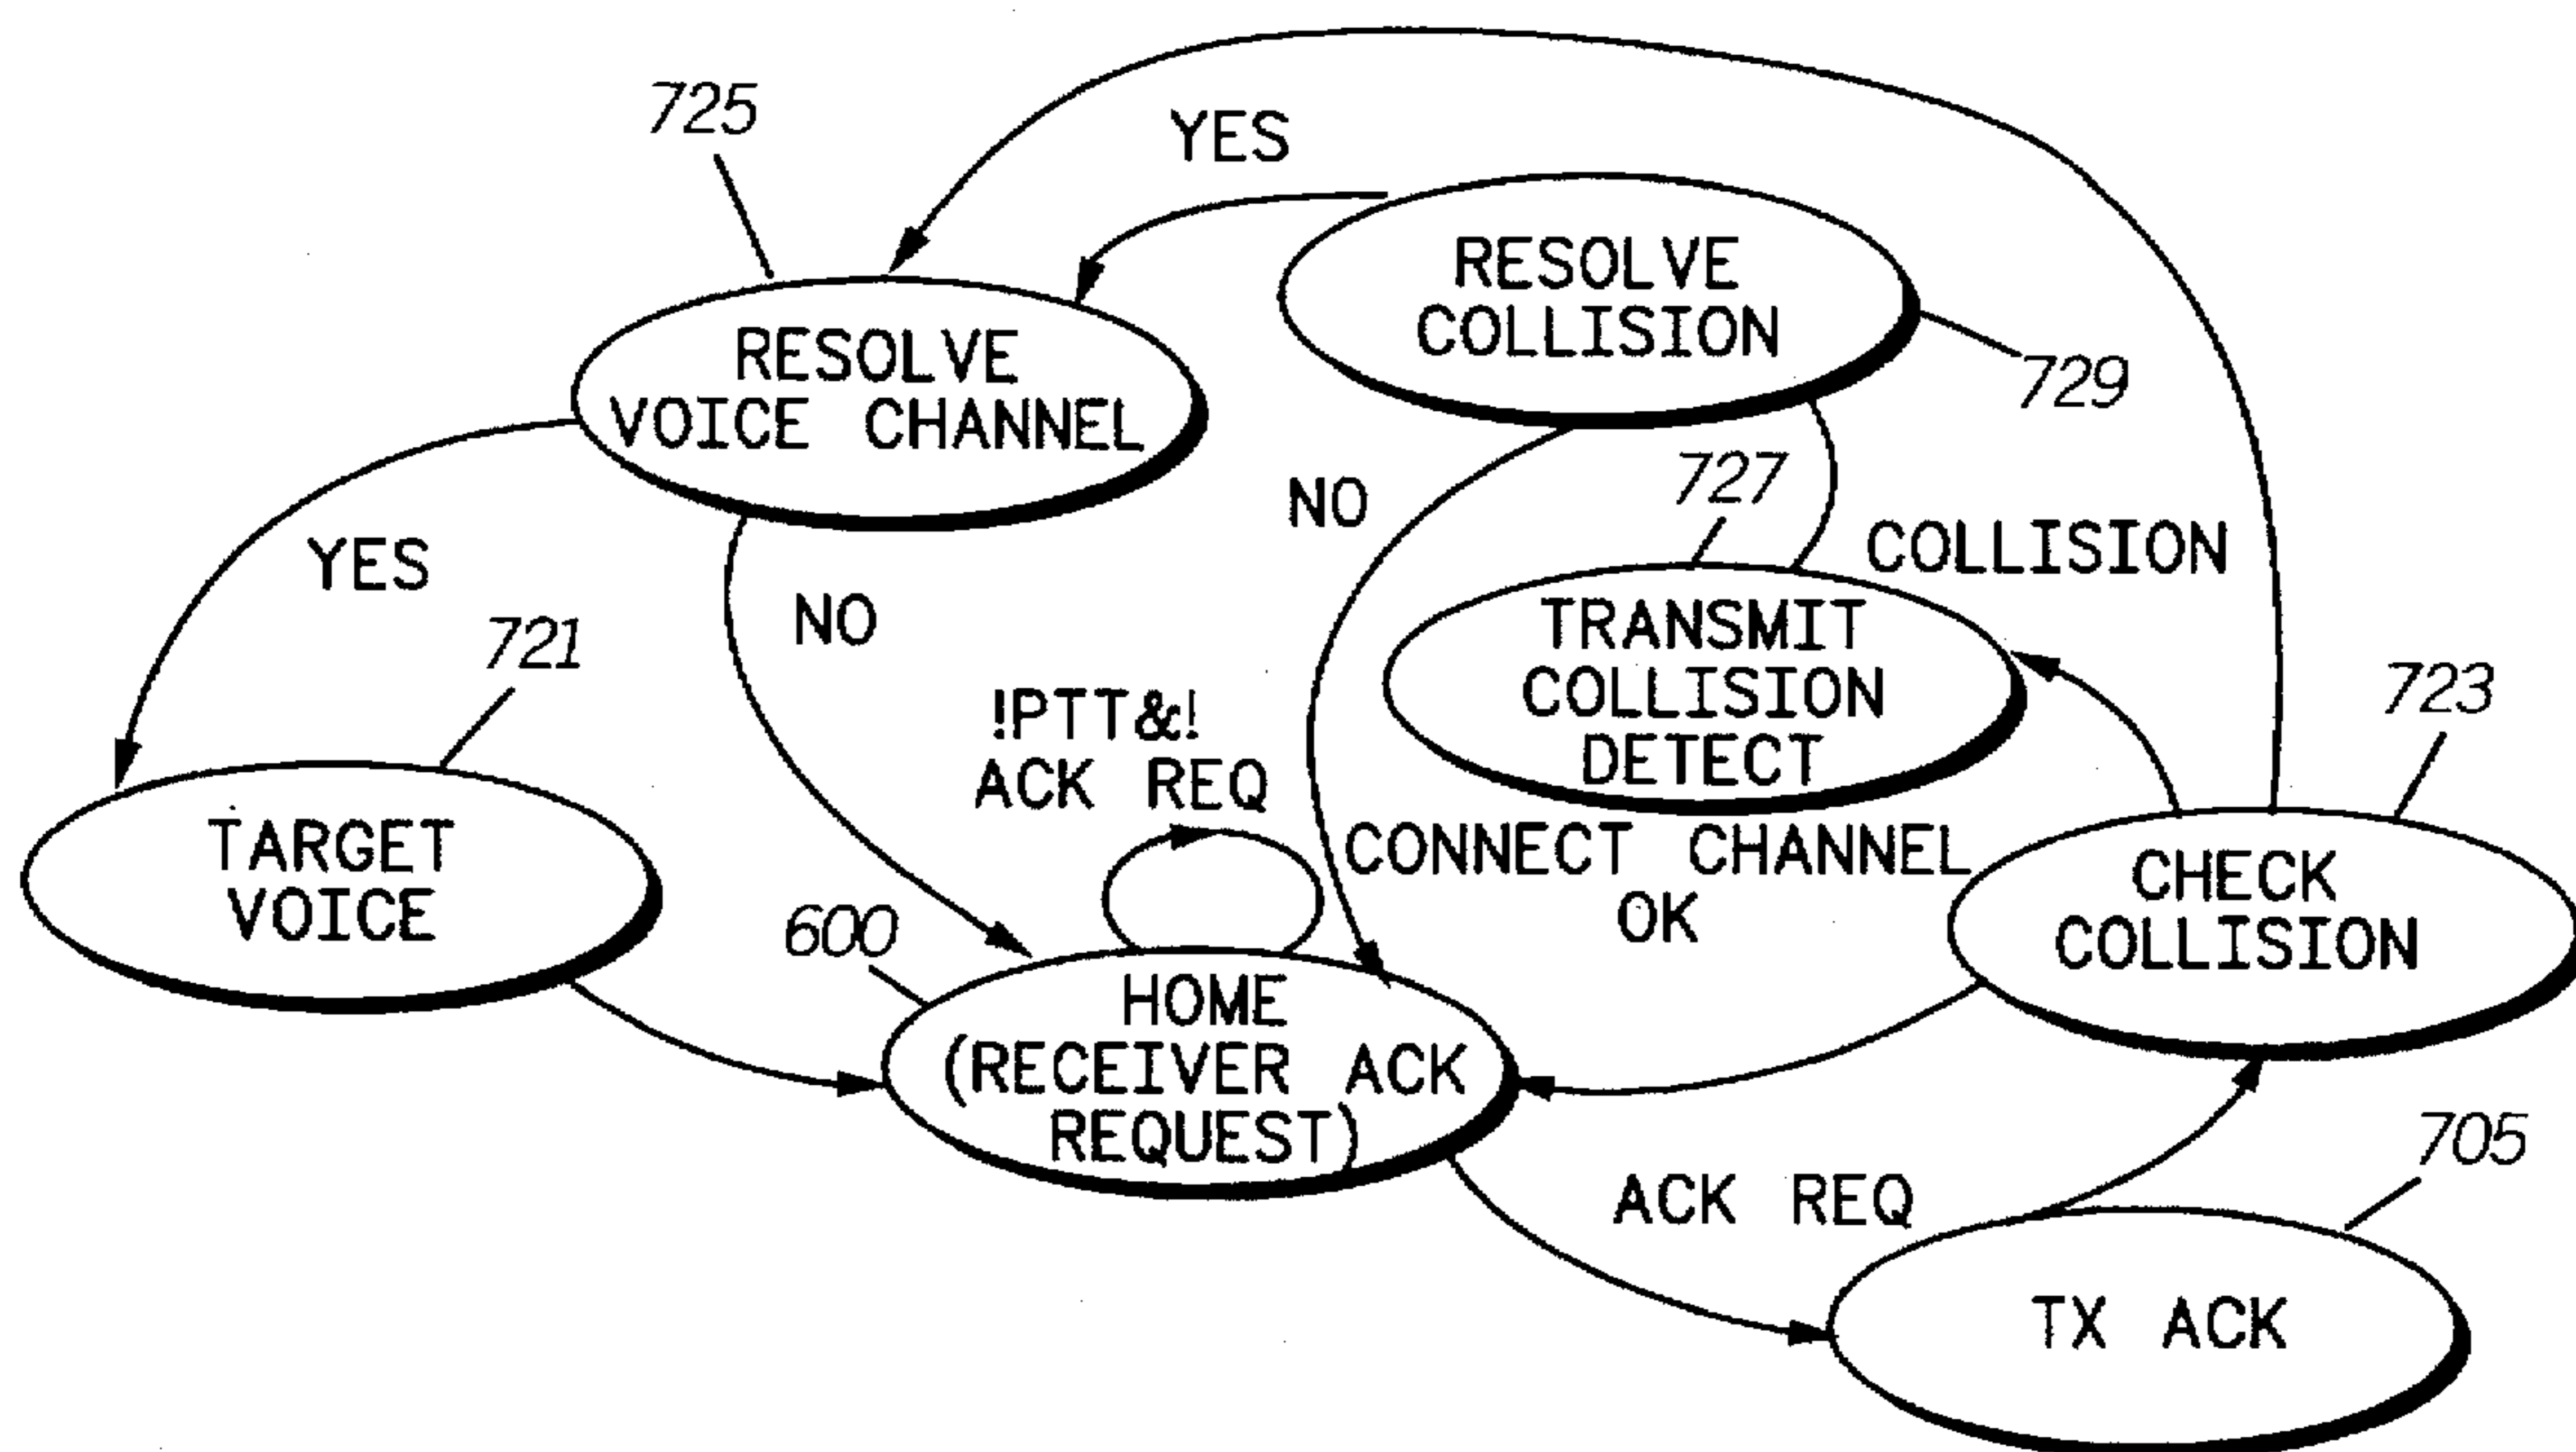 725
YES
RESOLVE
COLLISION
RESOLVE
VOICE CHANNEL
729
727
NO
COLLISION
YES
NO
TRANSMIT
COLLISION
DETECT
721
723
!PTT&!
ACK REQ
TARGET
VOICE
CONNECT CHANNEL
OK
CHECK
COLLISION
600
HOME
(RECEIVER ACK
REQUEST)
705
ACK REQ
TX ACK